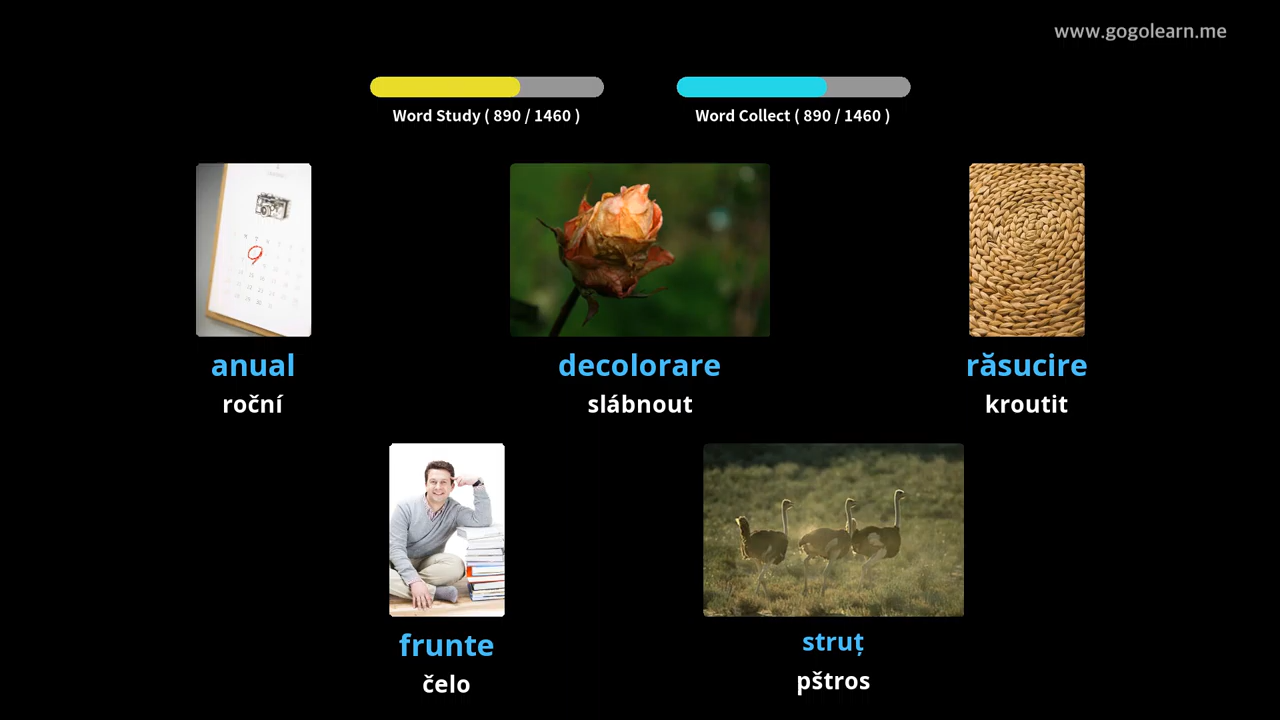 www.gogolearn.me
Word Study ( 890 / 1460 )
Word Collect ( 890 / 1460 )
anual
decolorare
răsucire
roční
slábnout
kroutit
frunte
struț
čelo
pštros